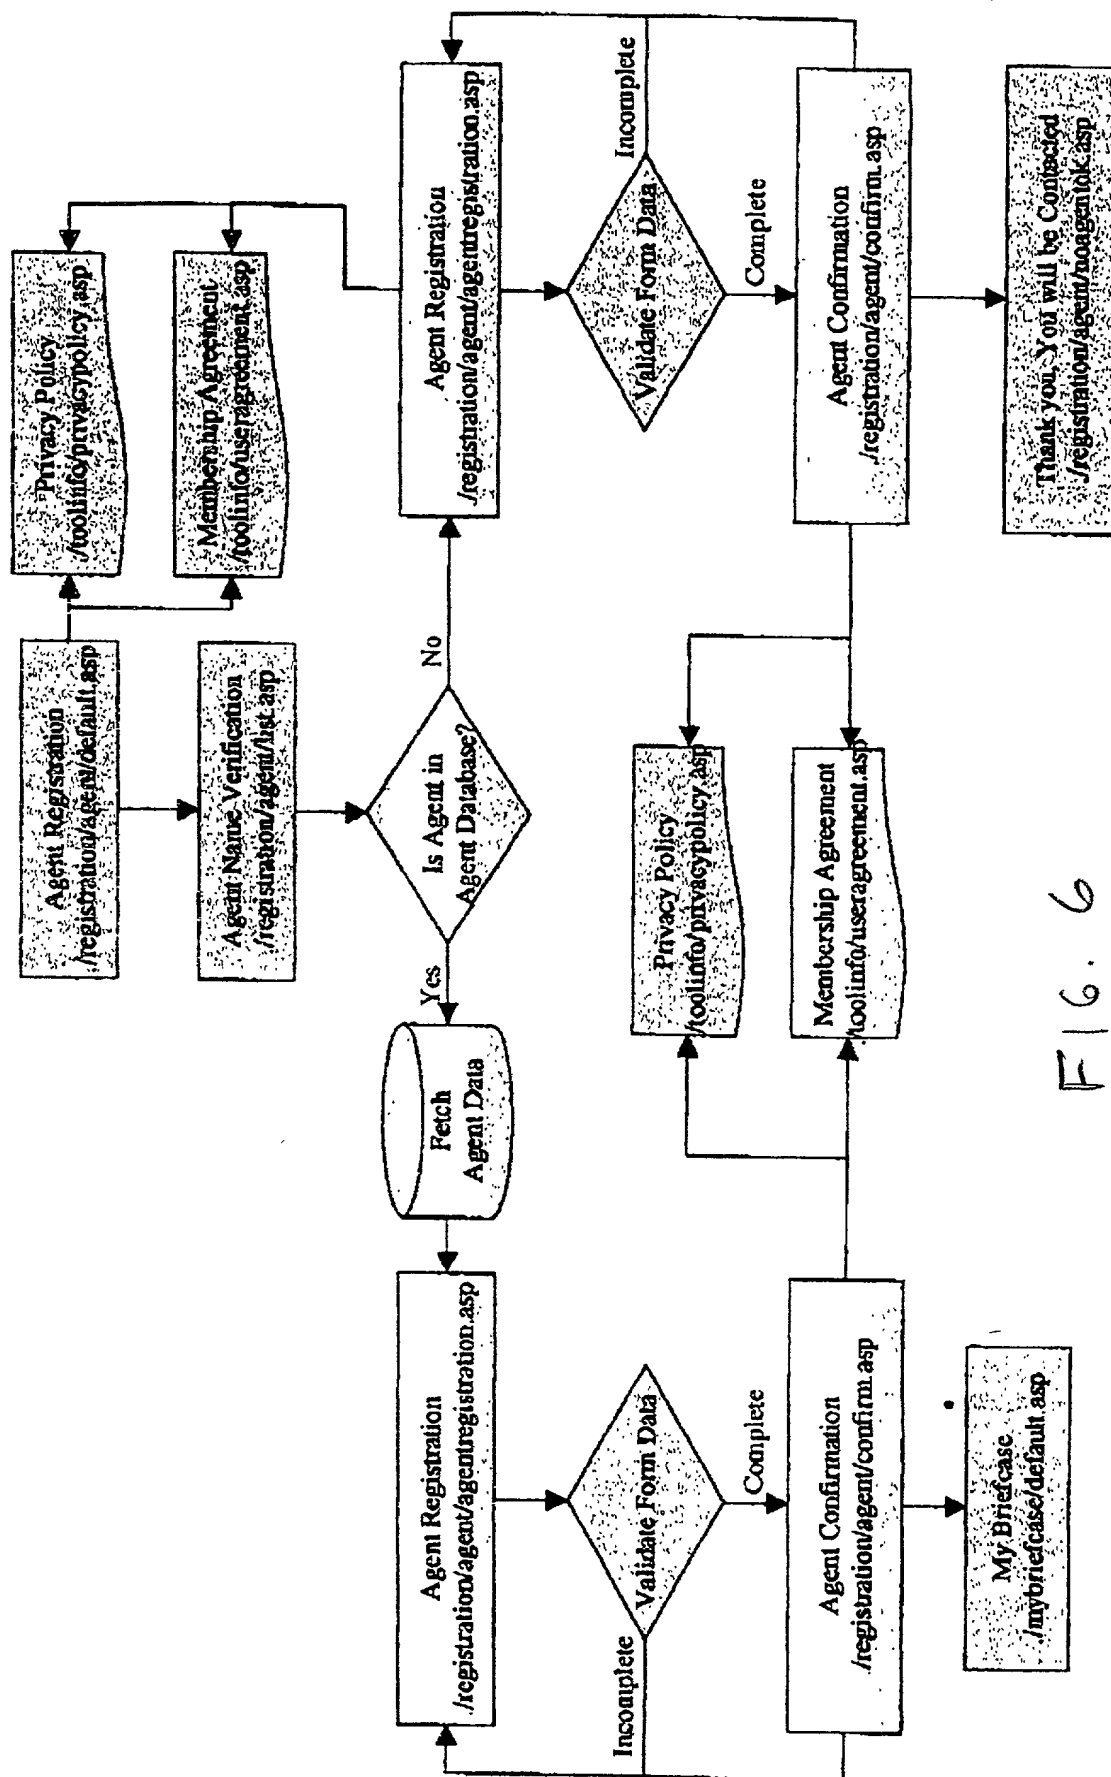 Agent Registration
./registration/agent/default.asp
Privacy Policy
./toolinfo/privacypolicy.asp
Agent Name Verification
./registration/agent/list.asp
Membership Agreement
./toolinfo/useragreement.asp
Is Agent in
Agent Database?
Yes
No
Fetch
Agent Data
Agent Registration
./registration/agent/agentregistration.asp
Agent Registration
./registration/agent/agentregistration.asp
Validate Form Data
Incomplete
Complete
Validate Form Data
Incomplete
Complete
Privacy Policy
./toolinfo/privacypolicy.asp
Membership Agreement
./toolinfo/useragreement.asp
Agent Confirmation
./registration/agent/confirm.asp
Agent Confirmation
./registration/agent/confirm.asp
My Briefcase
./mybriefcase/default.asp
Thank you, You will be Contacted
./registration/agent/noagentok.asp
FIG. 6